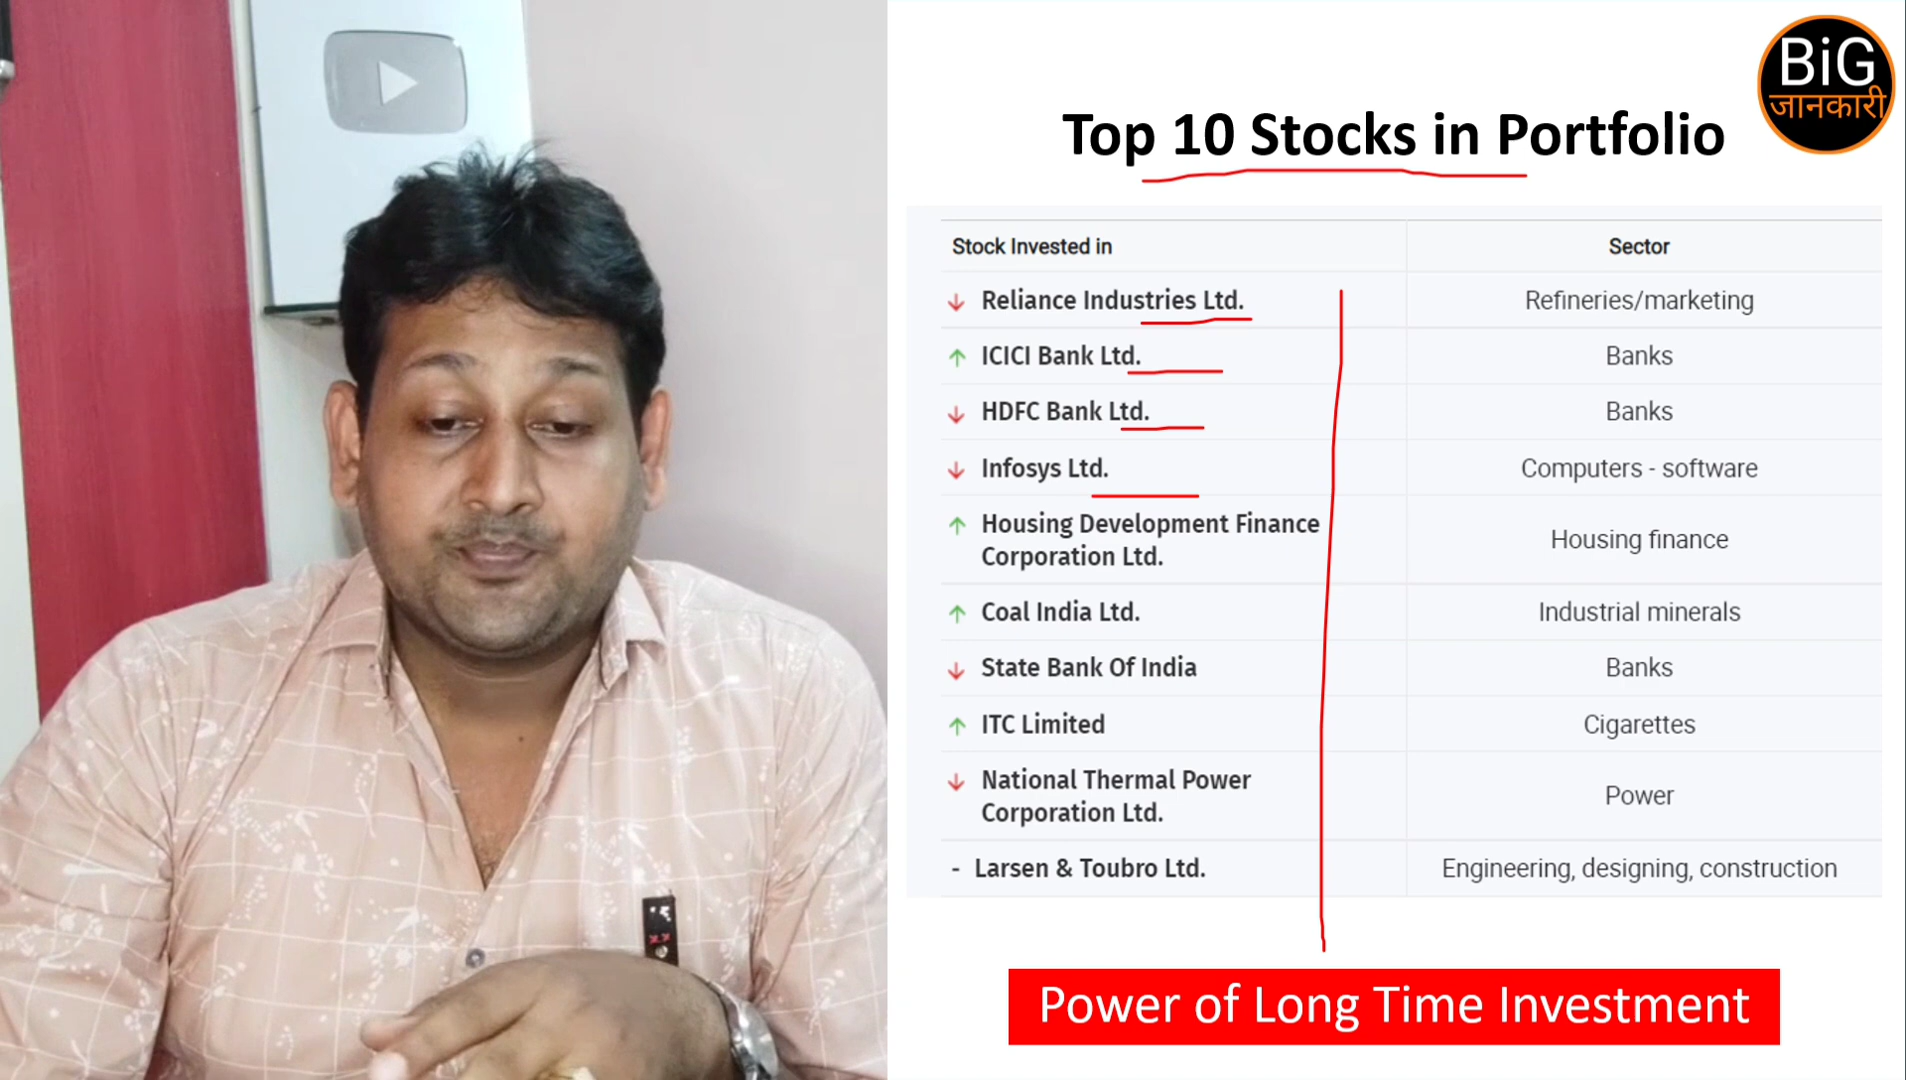 BiG
जानकारी
Top 10 Stocks in Portfolio
Stock Invested in Sector
Reliance Industries Ltd. Refineries/marketing
ICICI Bank Ltd. Banks
HDFC Bank Ltd. Banks
Infosys Ltd. Computers - software
Housing Development Finance
Corporation Ltd. Housing finance
Coal India Ltd. Industrial minerals
State Bank Of India Banks
ITC Limited Cigarettes
National Thermal Power
Corporation Ltd. Power
- Larsen & Toubro Ltd. Engineering, designing, construction
Power of Long Time Investment